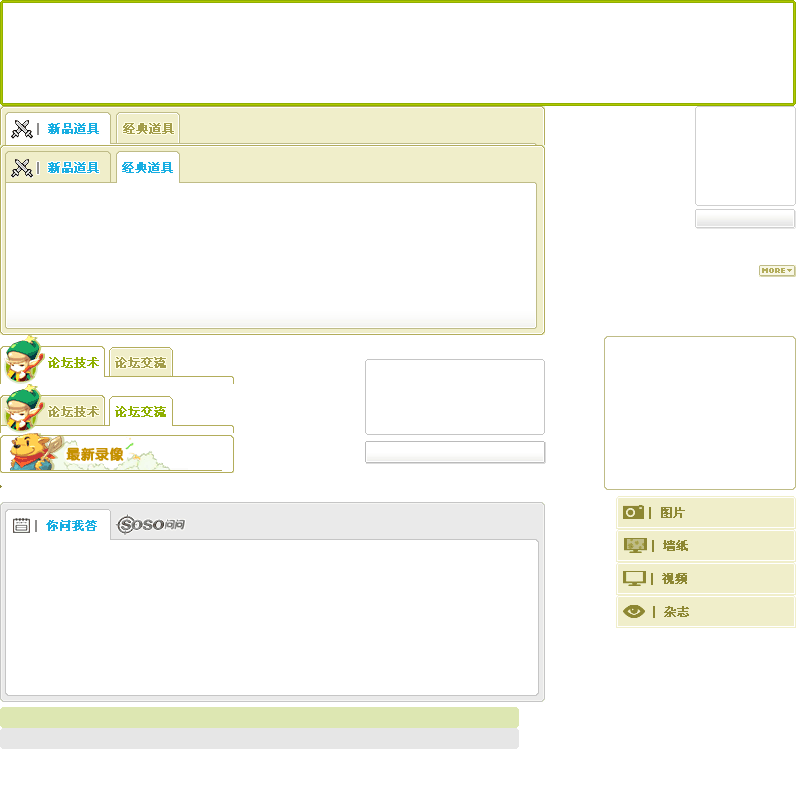 新品道具 经典道具
新品道具 经典道具
MORE
论坛技术 论坛交流
论坛技术 论坛交流
最新录像
你问我答 SOSO问问
图片
墙纸
视频
杂志